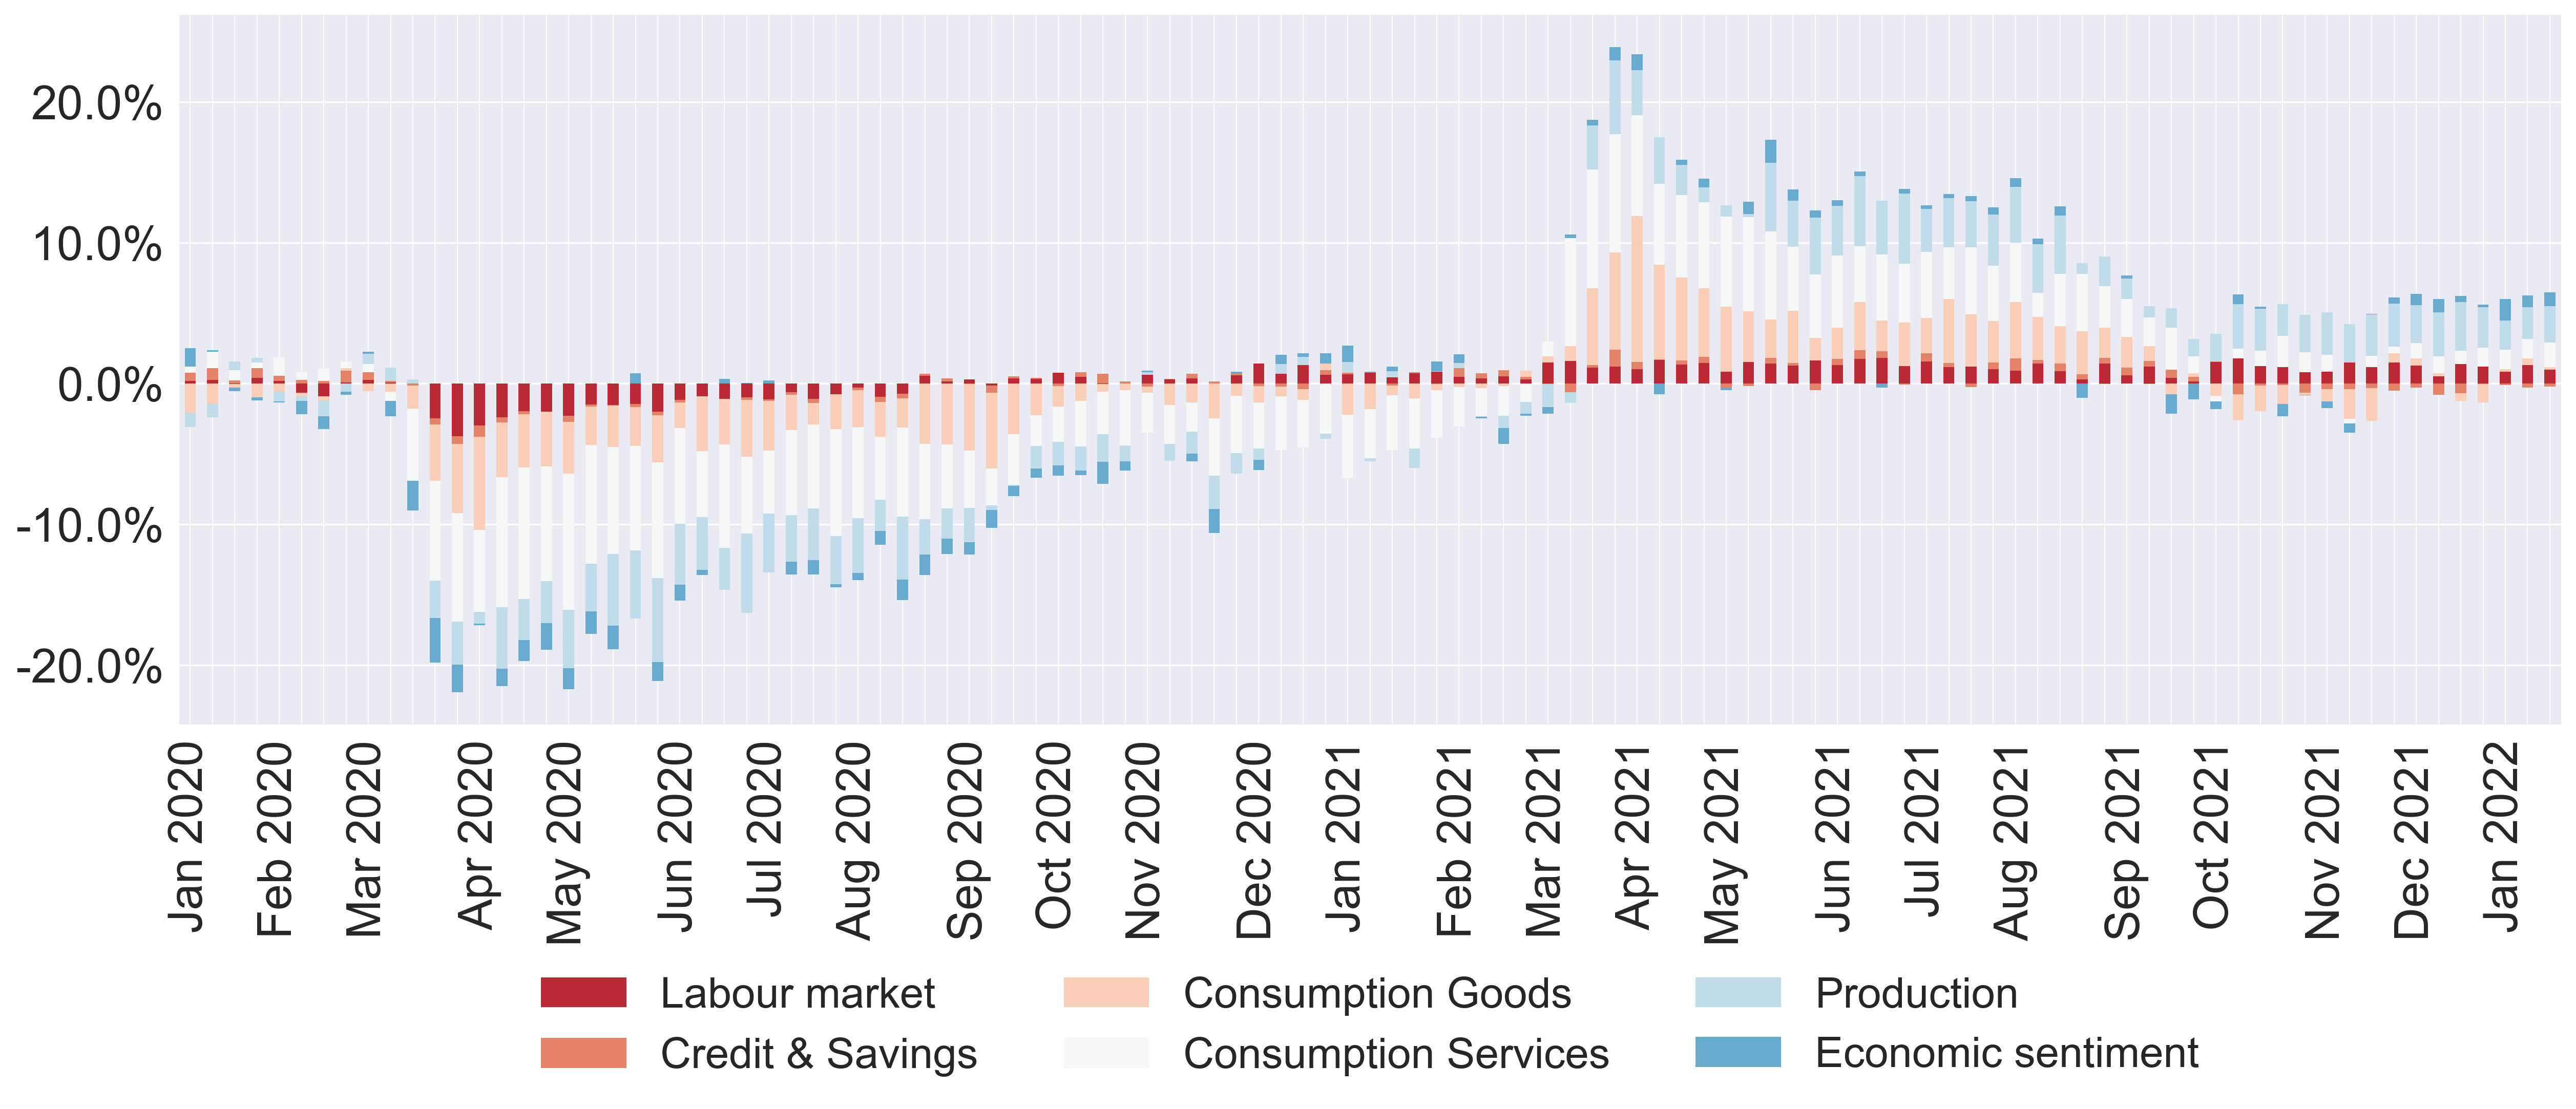 20.0%
10.0%
0.0%
-10.0%
-20.0%
Jan 2020
Feb 2020
Mar 2020
Apr 2020
May 2020
Jun 2020
Jul 2020
Aug 2020
Sep 2020
Oct 2020
Nov 2020
Dec 2020
Jan 2021
Feb 2021
Mar 2021
Apr 2021
May 2021
Jun 2021
Jul 2021
Aug 2021
Sep 2021
Oct 2021
Nov 2021
Dec 2021
Jan 2022
Labour market
Consumption Goods
Production
Credit & Savings
Consumption Services
Economic sentiment